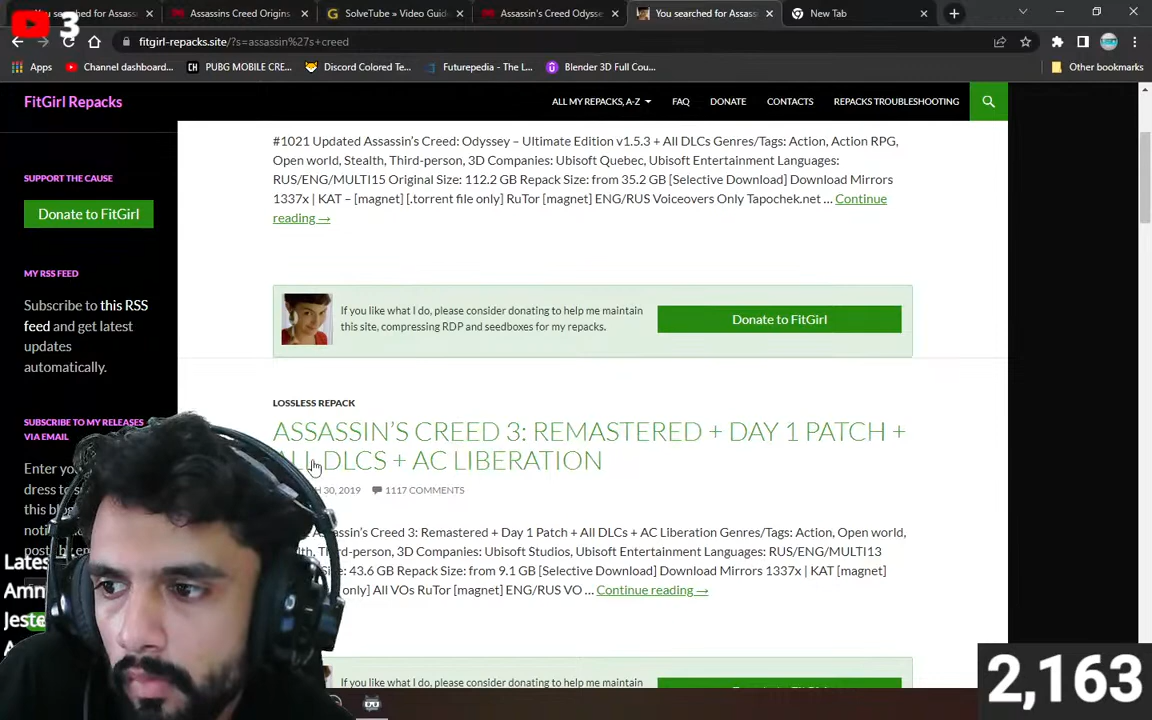 You searched for Assass
Assassins Creed Origins
SolveTube » Video Guid
Assassin's Creed Odysse
You searched for Assas
New Tab
3
fitgirl-repacks.site/?s=assassin%27s+creed
Apps
Channel dashboard...
PUBG MOBILE CRE...
Discord Colored Te...
Futurepedia - The L...
Blender 3D Full Cou...
Other bookmarks
FitGirl Repacks
ALL MY REPACKS, A-Z
FAQ
DONATE
CONTACTS
REPACKS TROUBLESHOOTING
SUPPORT THE CAUSE
Donate to FitGirl
MY RSS FEED
Subscribe to this RSS
feed and get latest
updates
automatically.
SUBSCRIBE TO MY RELEASES
VIA EMAIL
#1021 Updated Assassin's Creed: Odyssey – Ultimate Edition v1.5.3 + All DLCs Genres/Tags: Action, Action RPG,
Open world, Stealth, Third-person, 3D Companies: Ubisoft Quebec, Ubisoft Entertainment Languages:
RUS/ENG/MULTI15 Original Size: 112.2 GB Repack Size: from 35.2 GB [Selective Download] Download Mirrors
1337x | KAT – [magnet] [.torrent file only] RuTor [magnet] ENG/RUS Voiceovers Only Tapochek.net ... Continue
reading →
If you like what I do, please consider donating to help me maintain
this site, compressing RDP and seedboxes for my repacks.
Donate to FitGirl
LOSSLESS REPACK
ASSASSIN'S CREED 3: REMASTERED + DAY 1 PATCH +
ALL DLCS + AC LIBERATION
30, 2019
1117 COMMENTS
Assassin's Creed 3: Remastered + Day 1 Patch + All DLCs + AC Liberation Genres/Tags: Action, Open world,
Third-person, 3D Companies: Ubisoft Studios, Ubisoft Entertainment Languages: RUS/ENG/MULTI13
43.6 GB Repack Size: from 9.1 GB [Selective Download] Download Mirrors 1337x | KAT [magnet]
only] All VOs RuTor [magnet] ENG/RUS VO ... Continue reading →
If you like what I do, please consider donating to help me maintain
2,163